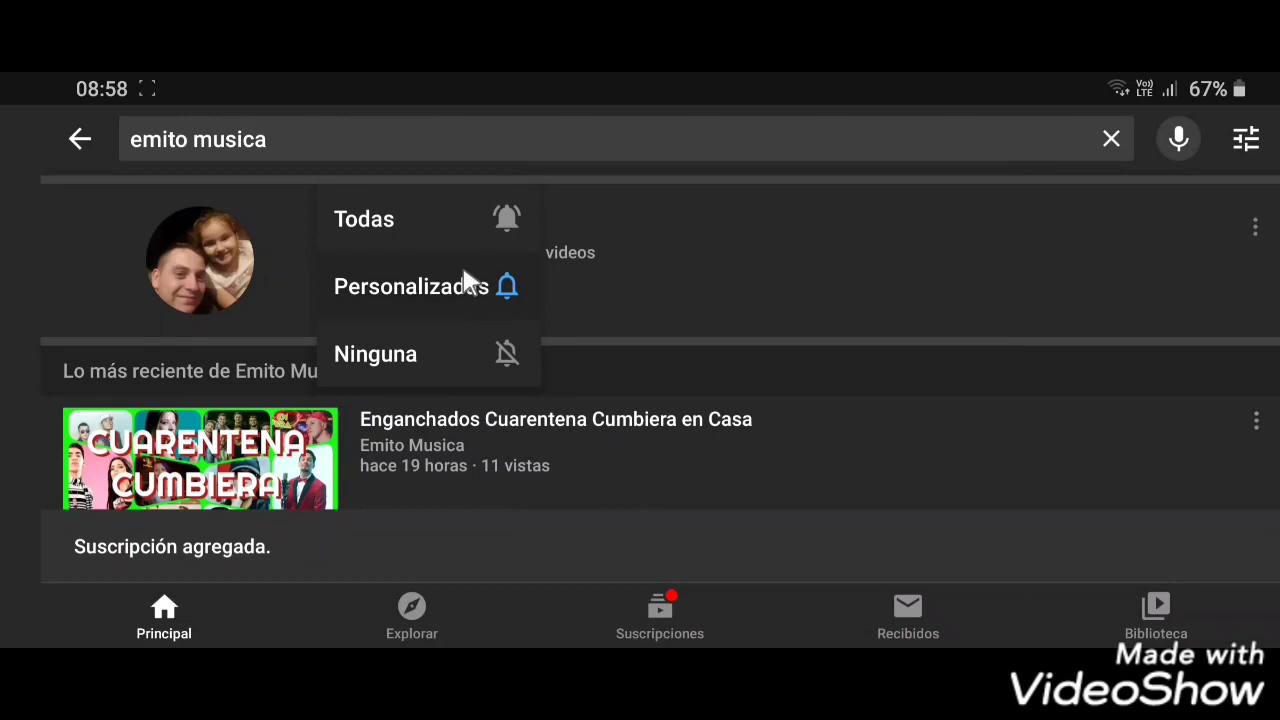 08:58
Vo)) LTE 67%
emito musica
Todas
videos
Personalizadas
Ninguna
Lo más reciente de Emito Mu
CUARENTENA
CUMBIERA
Enganchados Cuarentena Cumbiera en Casa
Emito Musica
hace 19 horas · 11 vistas
Suscripción agregada.
Principal
Explorar
Suscripciones
Recibidos
Biblioteca
Made with
VideoShow